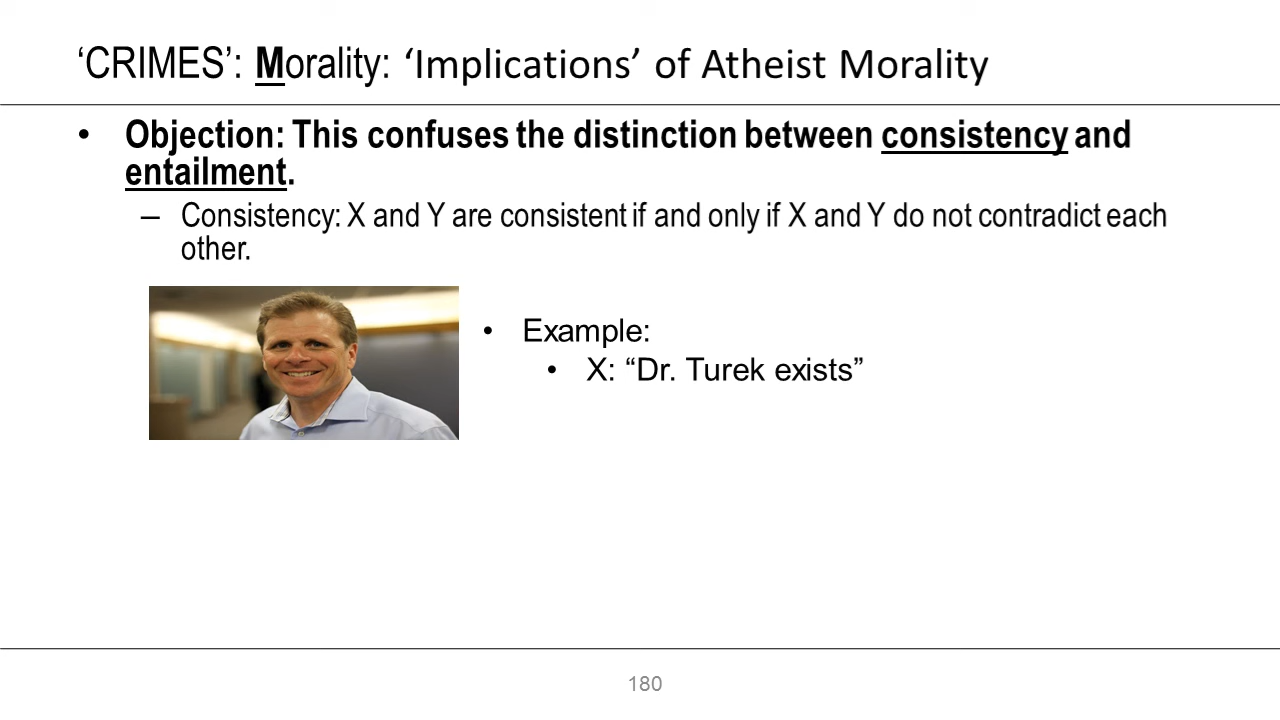 ‘CRIMES’: Morality: ‘Implications’ of Atheist Morality
• Objection: This confuses the distinction between consistency and
entailment.
– Consistency: X and Y are consistent if and only if X and Y do not contradict each
other.
• Example:
• X: “Dr. Turek exists”
180